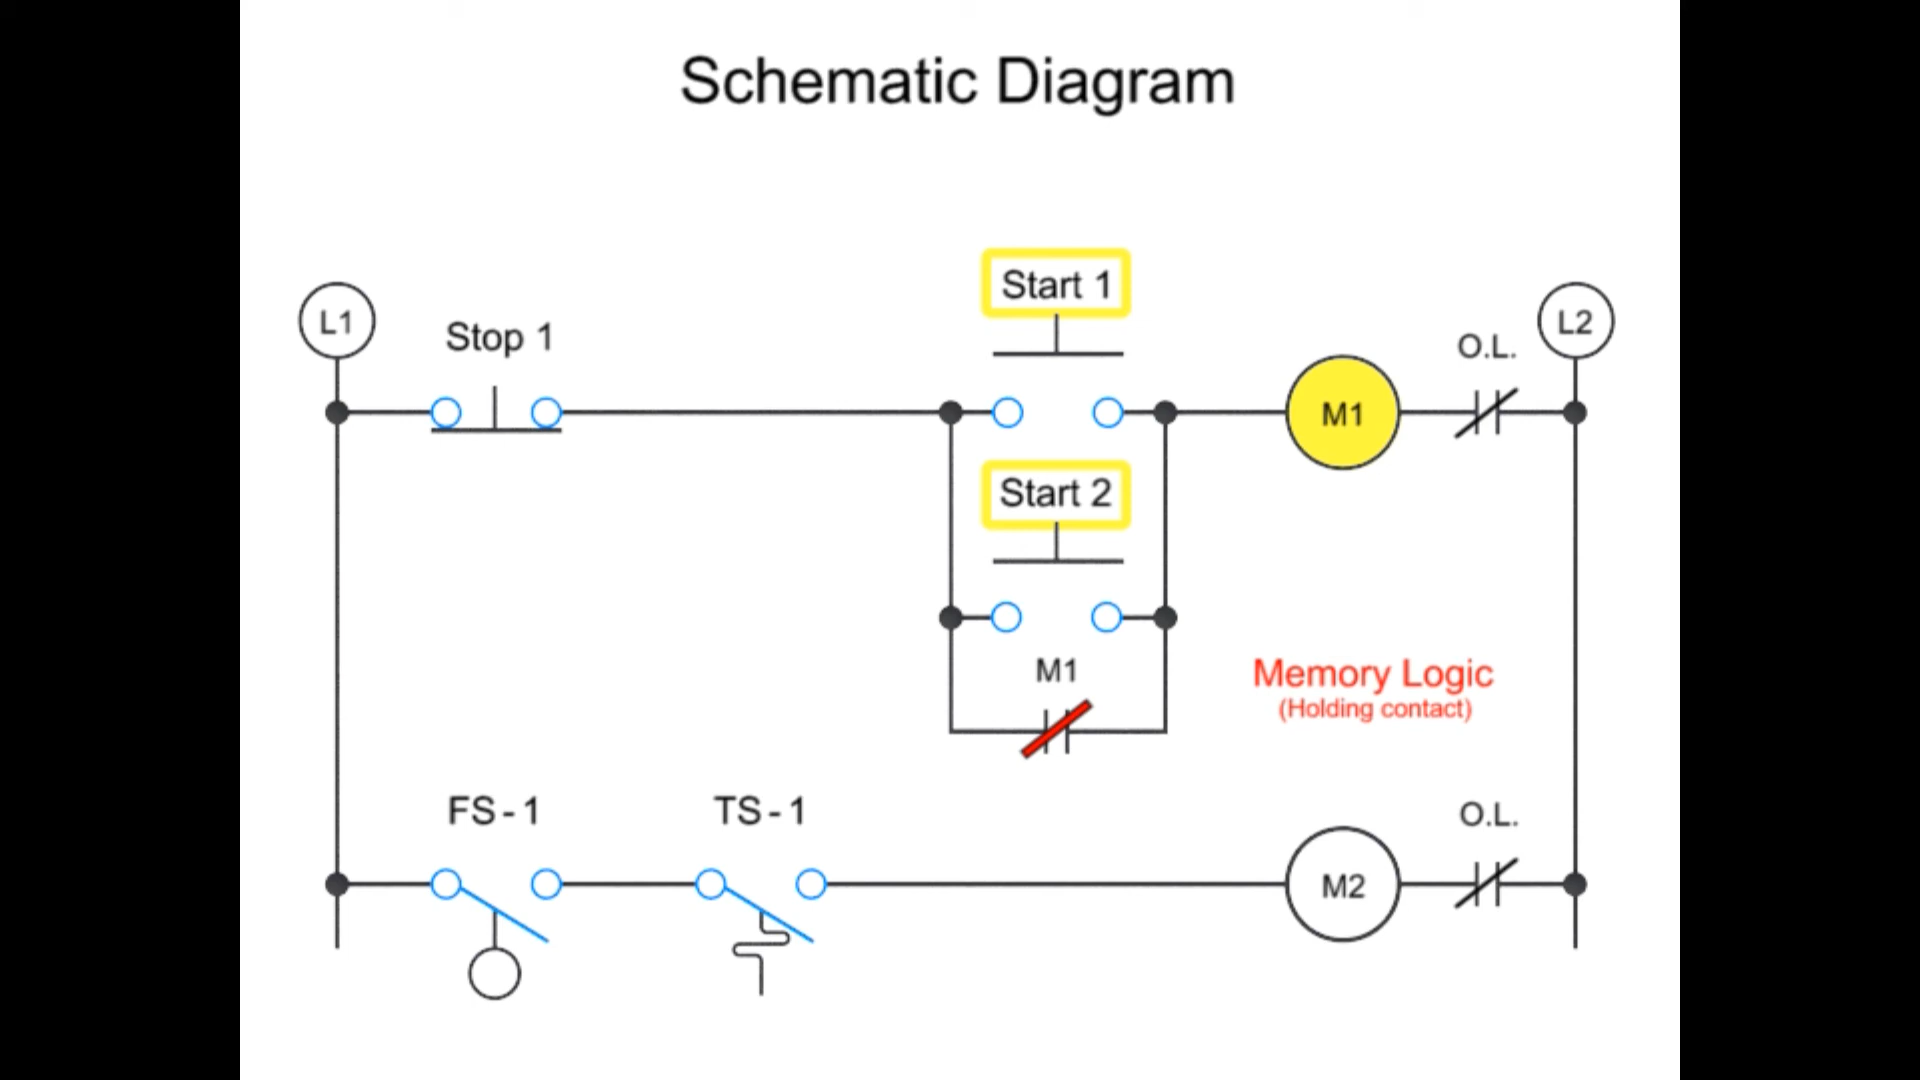 Schematic Diagram
Start 1
L1
L2
Stop 1
O.L.
M1
Start 2
M1
Memory Logic
(Holding contact)
FS - 1
TS - 1
O.L.
M2